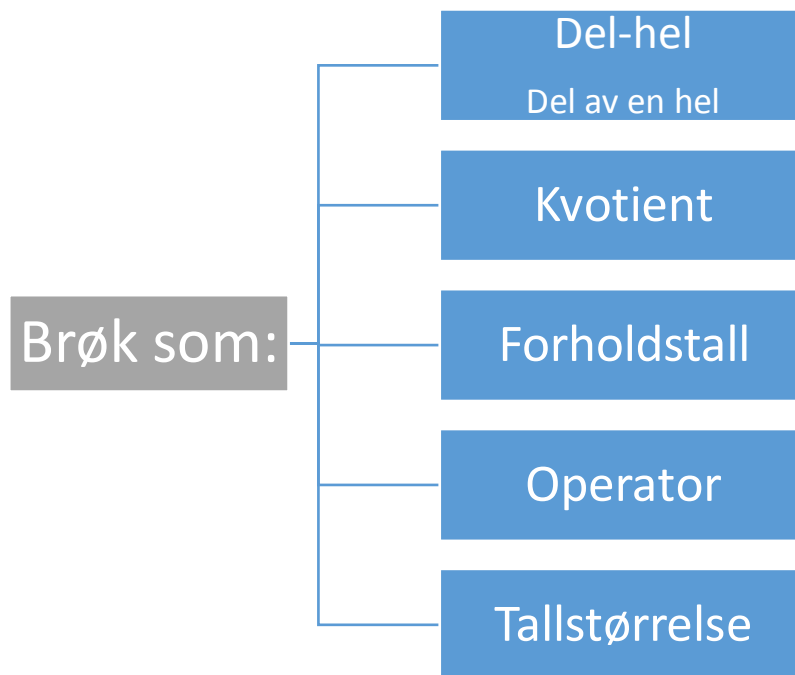 Brøk som:
Del-hel
Del av en hel
Kvotient
Forholdstall
Operator
Tallstørrelse